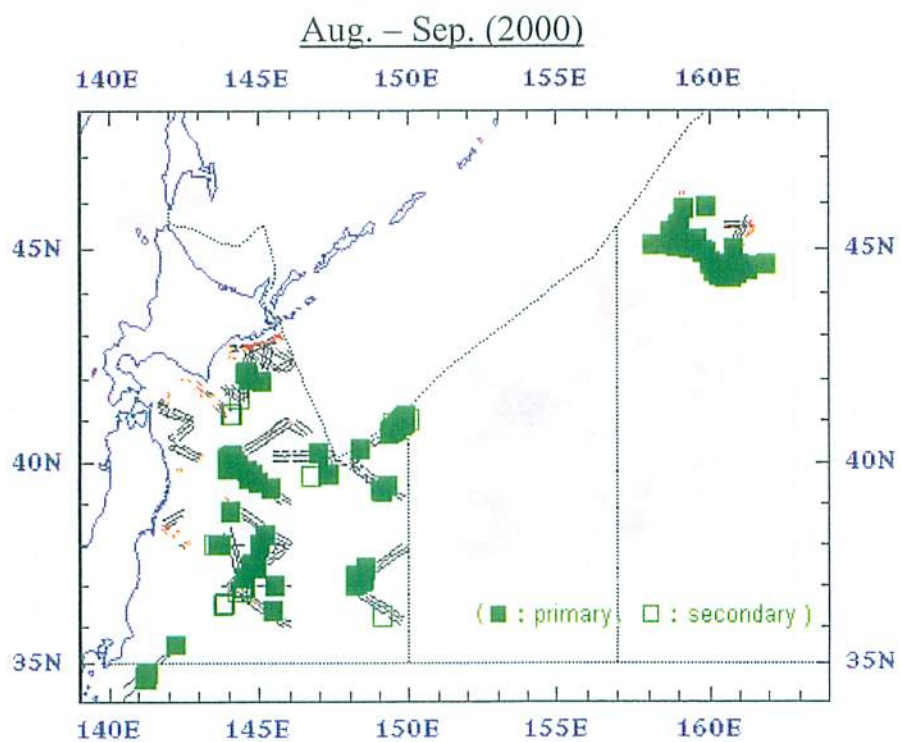 Aug. – Sep. (2000)
140E 145E 150E 155E 160E
45N 45N
40N 40N
( ■ : primary □ : secondary )
35N 35N
140E 145E 150E 155E 160E